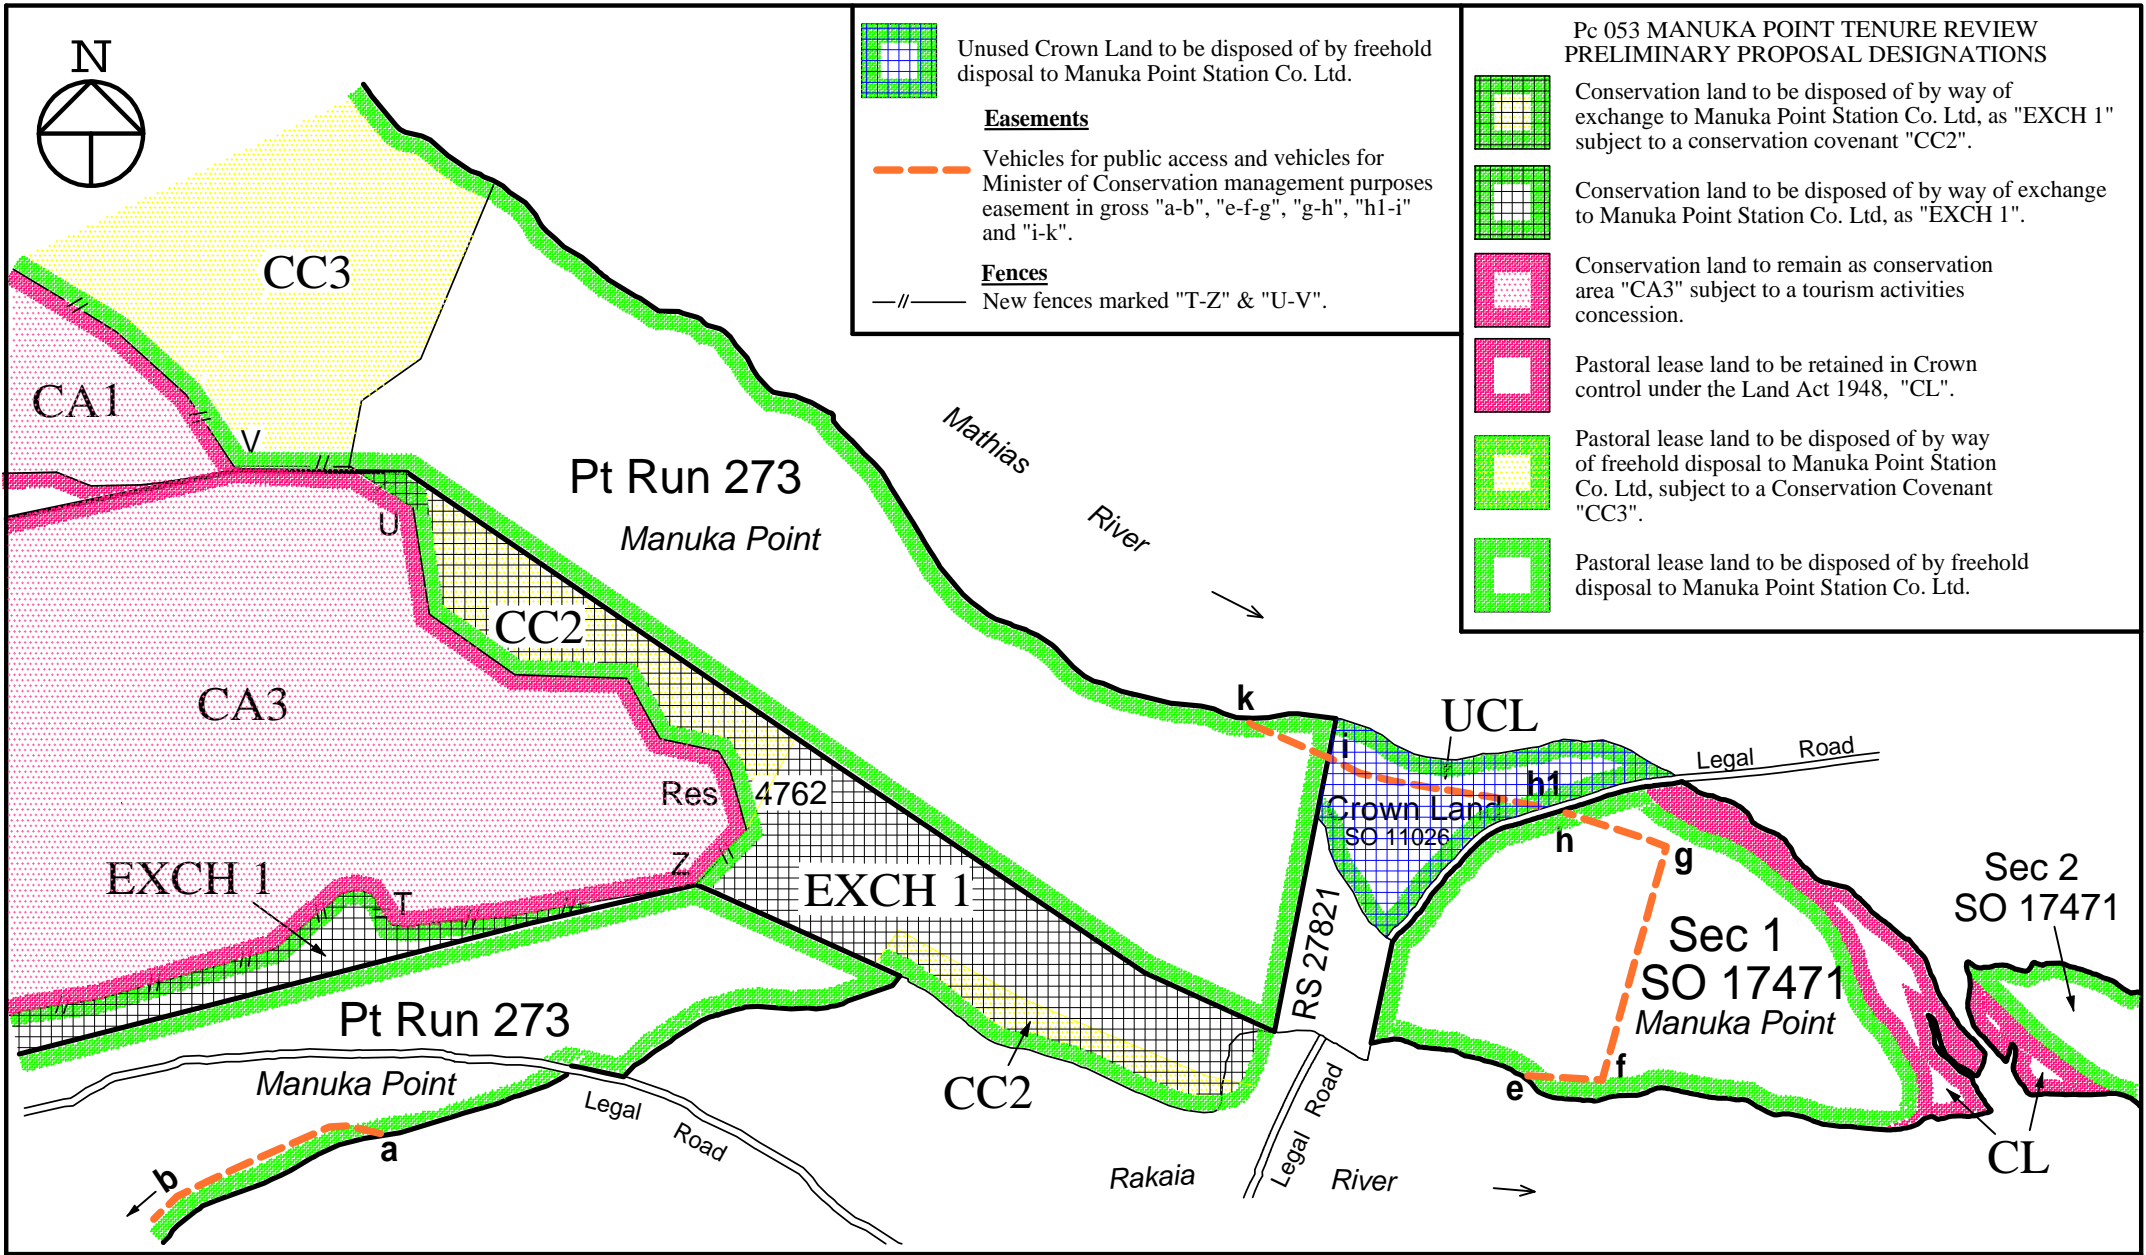 N
Unused Crown Land to be disposed of by freehold
disposal to Manuka Point Station Co. Ltd.
Easements
Vehicles for public access and vehicles for
Minister of Conservation management purposes
easement in gross "a-b", "e-f-g", "g-h", "h1-i"
and "i-k".
Fences
New fences marked "T-Z" & "U-V".
Pc 053 MANUKA POINT TENURE REVIEW
PRELIMINARY PROPOSAL DESIGNATIONS
Conservation land to be disposed of by way of
exchange to Manuka Point Station Co. Ltd, as "EXCH 1"
subject to a conservation covenant "CC2".
Conservation land to be disposed of by way of exchange
to Manuka Point Station Co. Ltd, as "EXCH 1".
Conservation land to remain as conservation
area "CA3" subject to a tourism activities
concession.
Pastoral lease land to be retained in Crown
control under the Land Act 1948, "CL".
Pastoral lease land to be disposed of by way
of freehold disposal to Manuka Point Station
Co. Ltd, subject to a Conservation Covenant
"CC3".
Pastoral lease land to be disposed of by freehold
disposal to Manuka Point Station Co. Ltd.
CC3
CA1
V
U
Pt Run 273
Manuka Point
Mathias
River
CC2
CA3
Res 4762
Z
T
EXCH 1
EXCH 1
k
i
UCL
h1
Crown Land
SO 11026
h
g
Legal Road
RS 27821
Sec 1
SO 17471
Manuka Point
Sec 2
SO 17471
e
f
CL
Pt Run 273
Manuka Point
Legal
Road
a
b
CC2
Legal Road
Rakaia
River